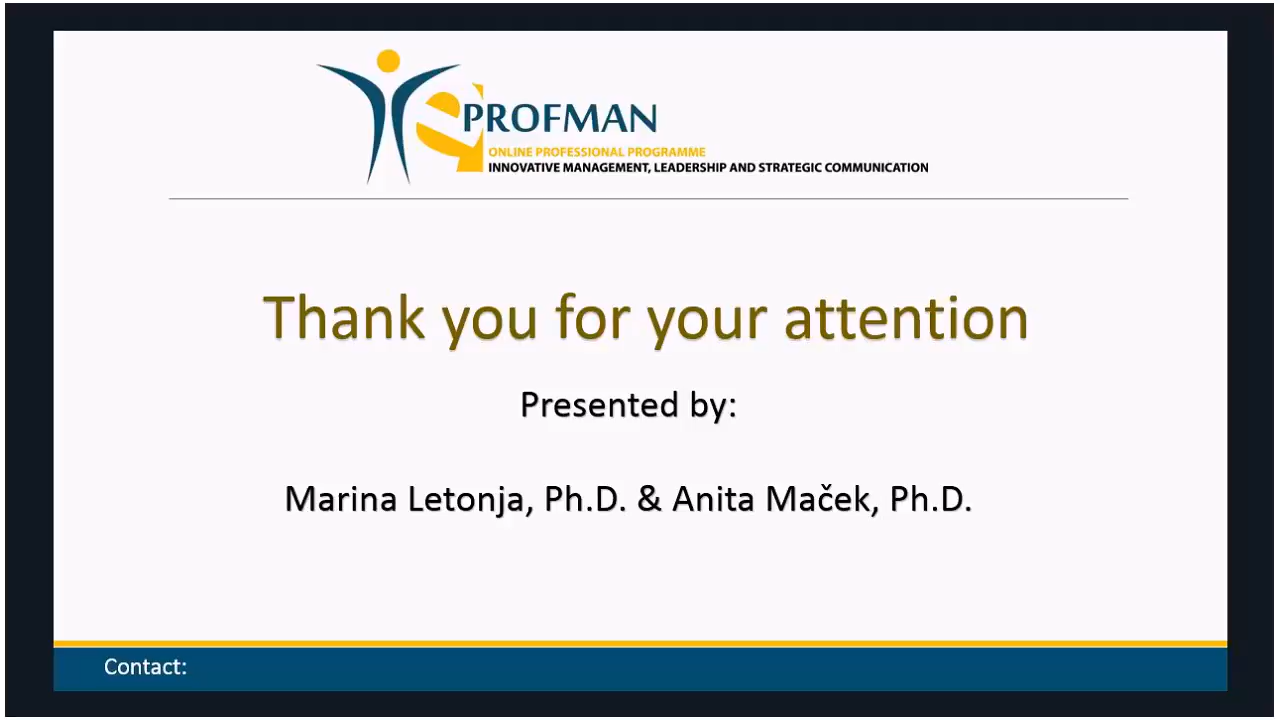 ePROFMAN
ONLINE PROFESSIONAL PROGRAMME
INNOVATIVE MANAGEMENT, LEADERSHIP AND STRATEGIC COMMUNICATION
Thank you for your attention
Presented by:
Marina Letonja, Ph.D. & Anita Maček, Ph.D.
Contact: